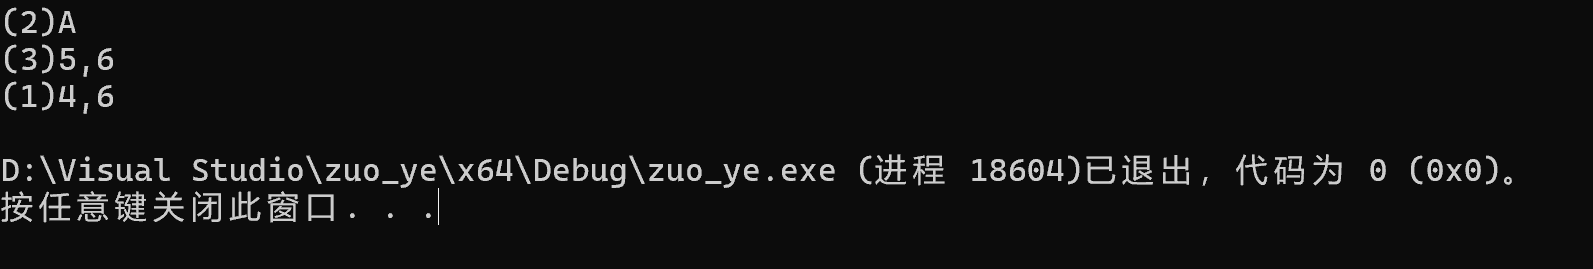 (2)A
(3)5,6
(1)4,6
D:\Visual Studio\zuo_ye\x64\Debug\zuo_ye.exe (进程 18604)已退出，代码为 0 (0x0)。
按任意键关闭此窗口. . .